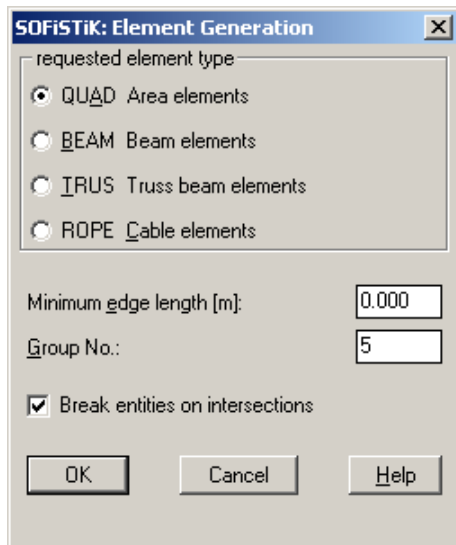 SOFiSTiK: Element Generation
requested element type
QUAD Area elements
BEAM Beam elements
TRUS Truss beam elements
ROPE Cable elements
Minimum edge length [m]: 0.000
Group No.: 5
Break entities on intersections
OK Cancel Help